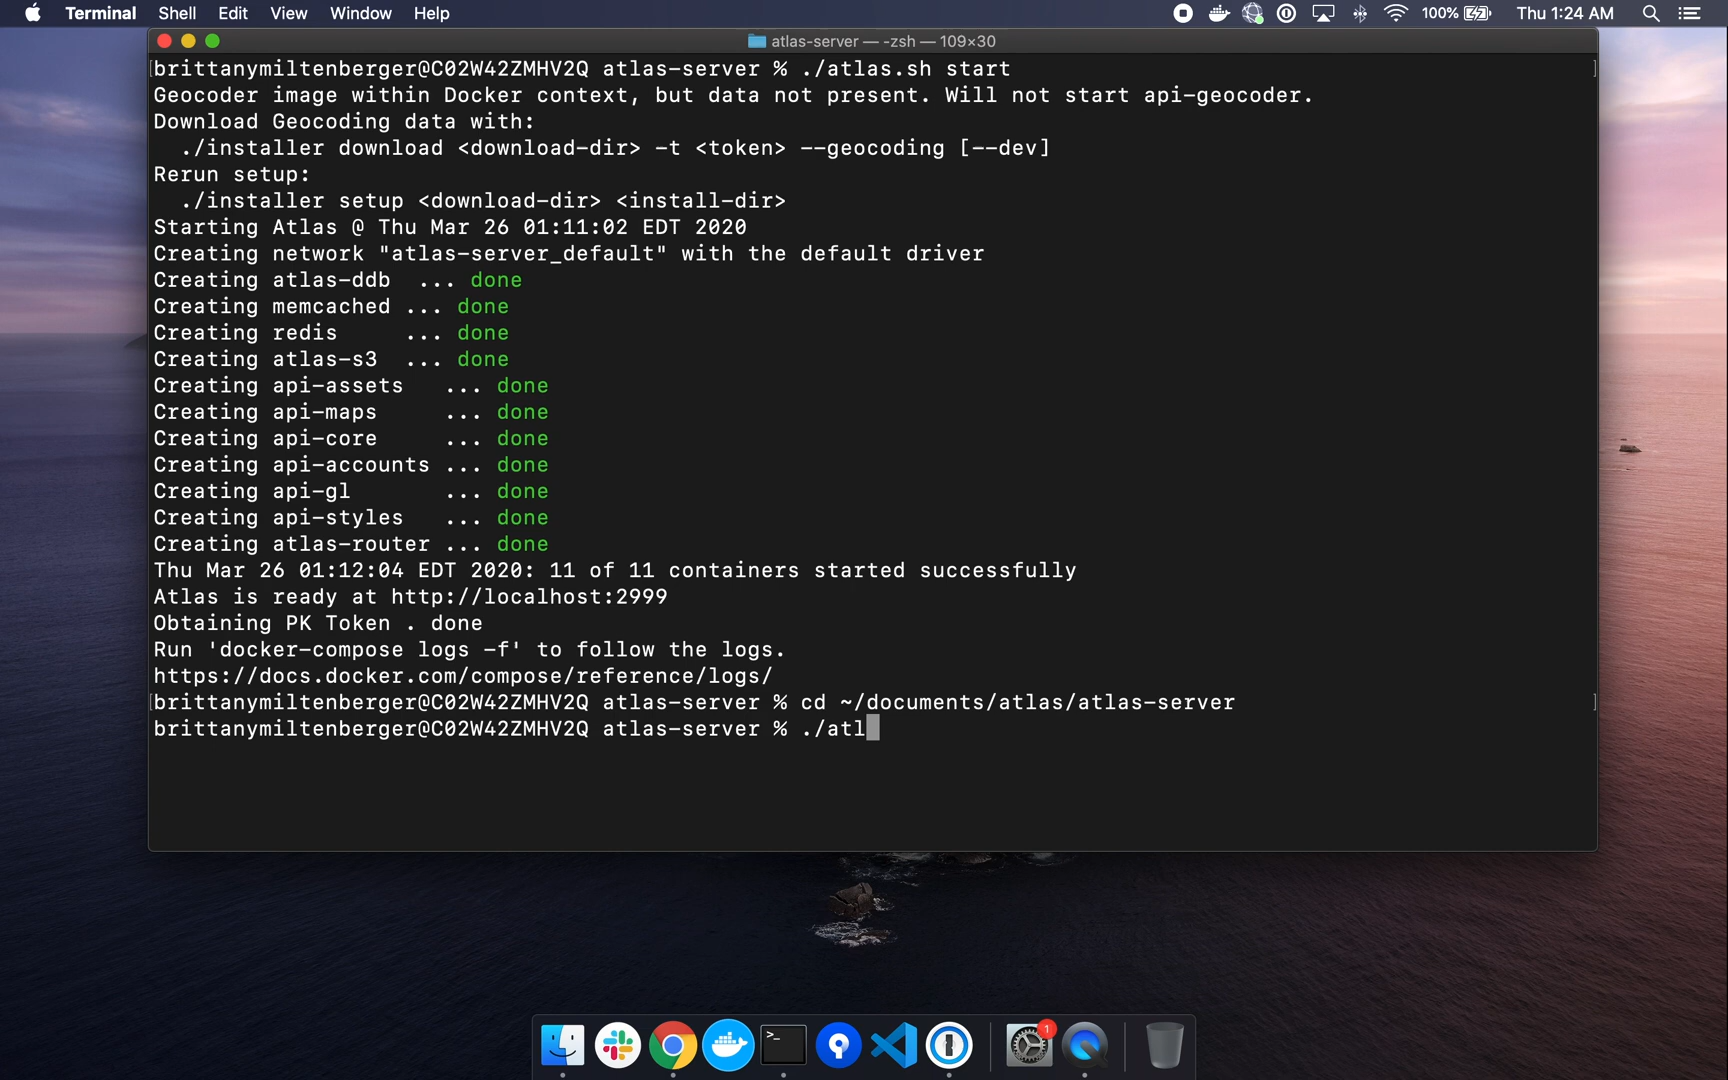 Terminal Shell Edit View Window Help 100% Thu 1:24 AM
atlas-server — -zsh — 109×30
[brittanymiltenberger@C02W42ZMHV2Q atlas-server % ./atlas.sh start ]
Geocoder image within Docker context, but data not present. Will not start api-geocoder.
Download Geocoding data with:
  ./installer download <download-dir> -t <token> --geocoding [--dev]
Rerun setup:
  ./installer setup <download-dir> <install-dir>
Starting Atlas @ Thu Mar 26 01:11:02 EDT 2020
Creating network "atlas-server_default" with the default driver
Creating atlas-ddb  ... done
Creating memcached ... done
Creating redis     ... done
Creating atlas-s3  ... done
Creating api-assets   ... done
Creating api-maps     ... done
Creating api-core     ... done
Creating api-accounts ... done
Creating api-gl       ... done
Creating api-styles   ... done
Creating atlas-router ... done
Thu Mar 26 01:12:04 EDT 2020: 11 of 11 containers started successfully
Atlas is ready at http://localhost:2999
Obtaining PK Token . done
Run 'docker-compose logs -f' to follow the logs.
https://docs.docker.com/compose/reference/logs/
[brittanymiltenberger@C02W42ZMHV2Q atlas-server % cd ~/documents/atlas/atlas-server ]
brittanymiltenberger@C02W42ZMHV2Q atlas-server % ./atl
>_
1